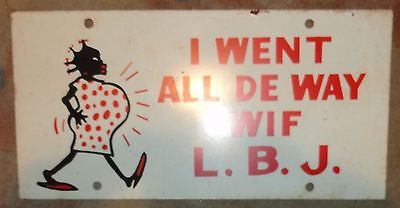 I WENT
ALL DE WAY
WIF
L. B. J.